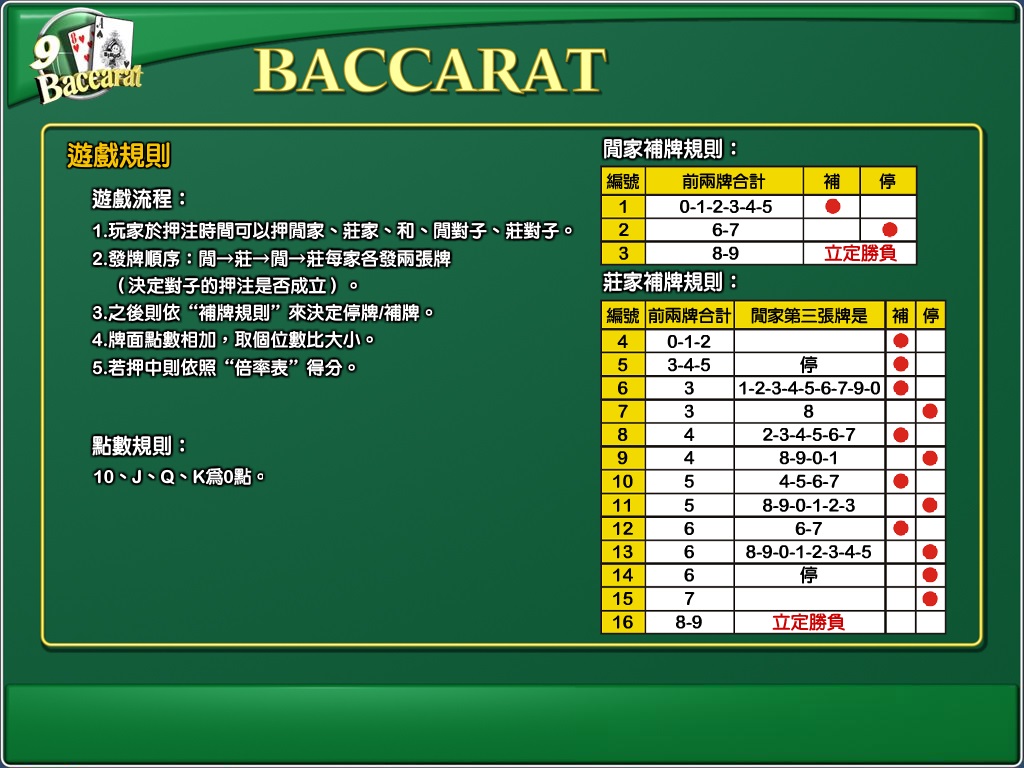 9
Baccarat
BACCARAT
遊戲規則
遊戲流程：
1.玩家於押注時間可以押閒家、莊家、和、閒對子、莊對子。
2.發牌順序：閒→莊→閒→莊每家各發兩張牌
（決定對子的押注是否成立）。
3.之後則依“補牌規則”來決定停牌/補牌。
4.牌面點數相加，取個位數比大小。
5.若押中則依照“倍率表”得分。
點數規則：
10、J、Q、K為0點。
閒家補牌規則：
編號 前兩牌合計 補 停
1 0-1-2-3-4-5
2 6-7
3 8-9 立定勝負
莊家補牌規則：
編號 前兩牌合計 閒家第三張牌是 補 停
4 0-1-2
5 3-4-5 停
6 3 1-2-3-4-5-6-7-9-0
7 3 8
8 4 2-3-4-5-6-7
9 4 8-9-0-1
10 5 4-5-6-7
11 5 8-9-0-1-2-3
12 6 6-7
13 6 8-9-0-1-2-3-4-5
14 6 停
15 7
16 8-9 立定勝負